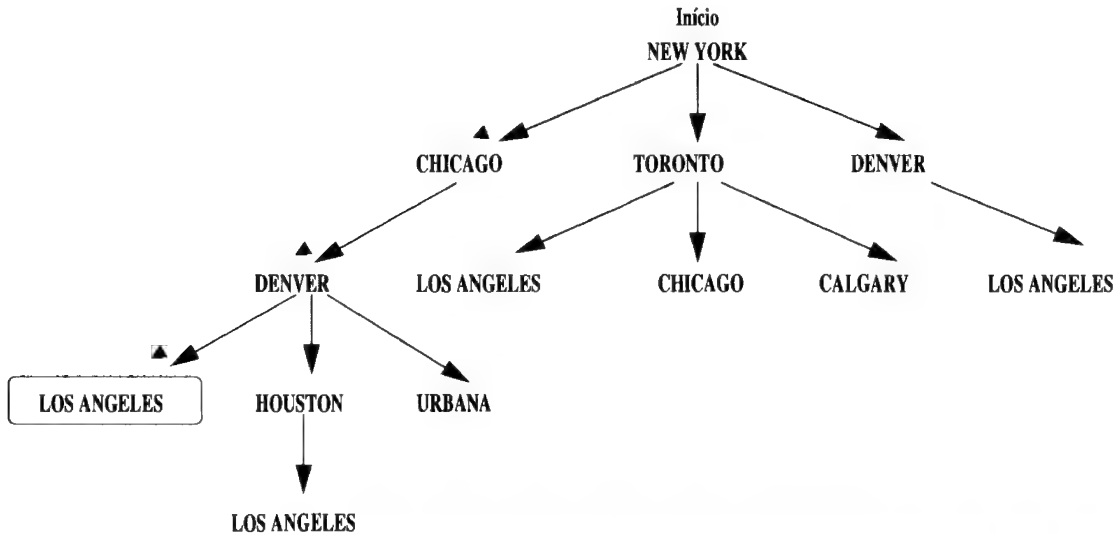 Início
NEW YORK
CHICAGO TORONTO DENVER
DENVER LOS ANGELES CHICAGO CALGARY LOS ANGELES
LOS ANGELES HOUSTON URBANA
LOS ANGELES